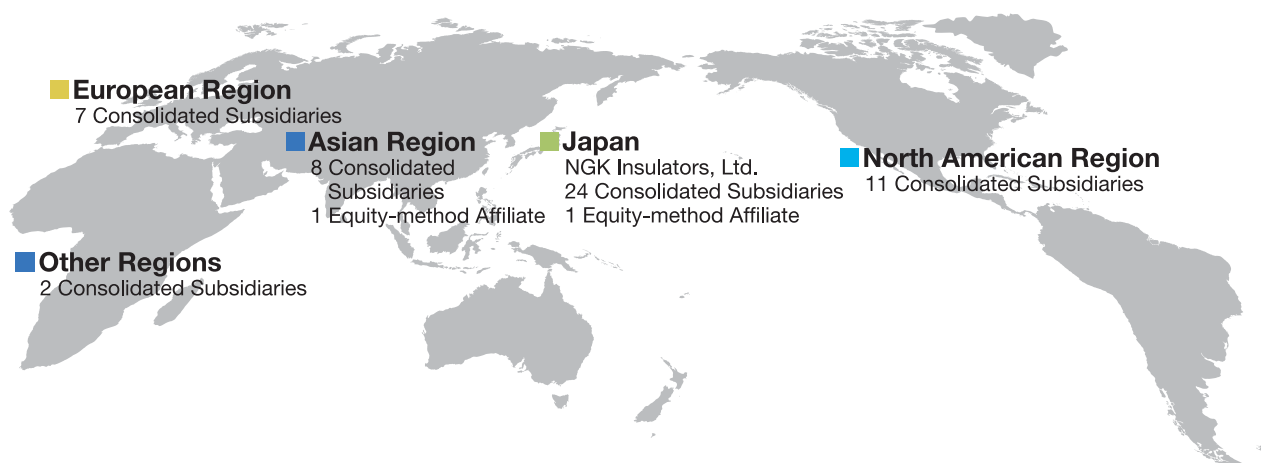 European Region
7 Consolidated Subsidiaries
Asian Region
8 Consolidated
Subsidiaries
1 Equity-method Affiliate
Japan
NGK Insulators, Ltd.
24 Consolidated Subsidiaries
1 Equity-method Affiliate
North American Region
11 Consolidated Subsidiaries
Other Regions
2 Consolidated Subsidiaries